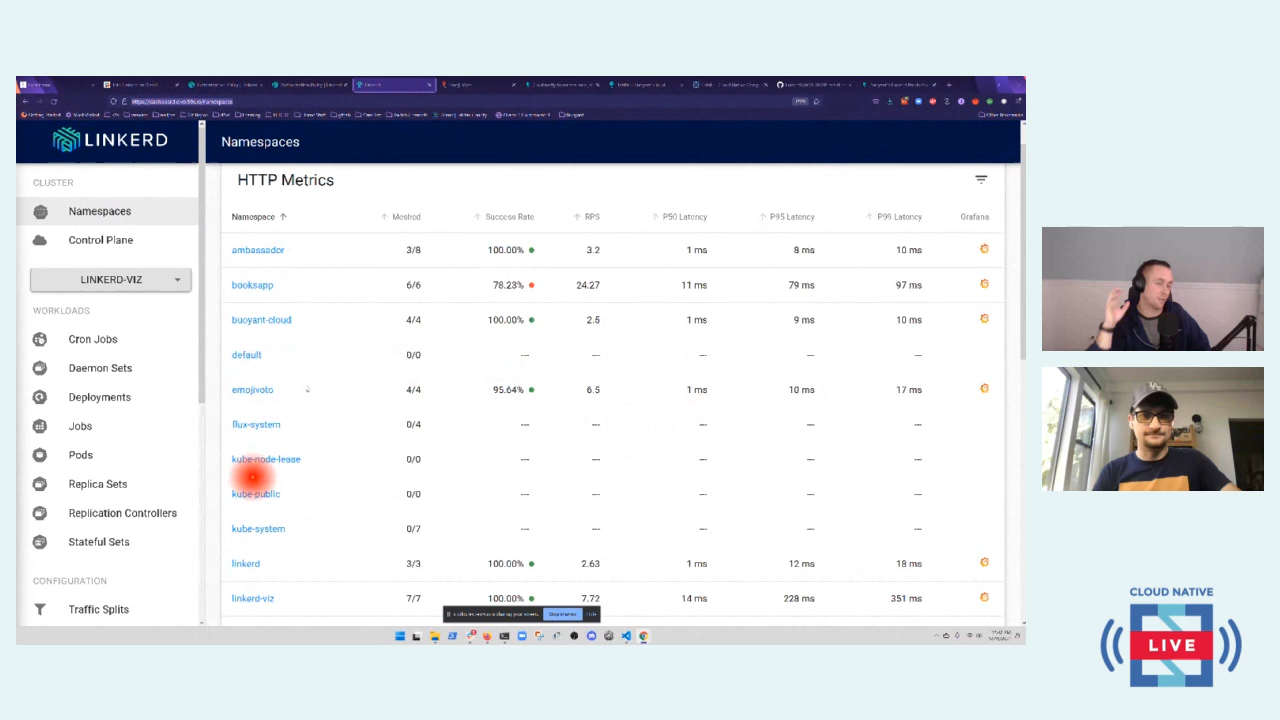 LINKERD
Namespaces
CLUSTER
Namespaces
Control Plane
LINKERD-VIZ
WORKLOADS
Cron Jobs
Daemon Sets
Deployments
Jobs
Pods
Replica Sets
Replication Controllers
Stateful Sets
CONFIGURATION
Traffic Splits
HTTP Metrics
Namespace Meshed Success Rate RPS P50 Latency P95 Latency P99 Latency Grafana
ambassador 3/8 100.00% 3.2 1 ms 8 ms 10 ms
booksapp 6/6 78.23% 24.27 11 ms 79 ms 97 ms
buoyant-cloud 4/4 100.00% 2.5 1 ms 9 ms 10 ms
default 0/0 --- --- --- --- ---
emojivoto 4/4 95.64% 6.5 1 ms 10 ms 17 ms
flux-system 0/4 --- --- --- --- ---
kube-node-lease 0/0 --- --- --- --- ---
kube-public 0/0 --- --- --- --- ---
kube-system 0/7 --- --- --- --- ---
linkerd 3/3 100.00% 2.63 1 ms 12 ms 18 ms
linkerd-viz 7/7 100.00% 7.72 14 ms 228 ms 351 ms
CLOUD NATIVE
LIVE